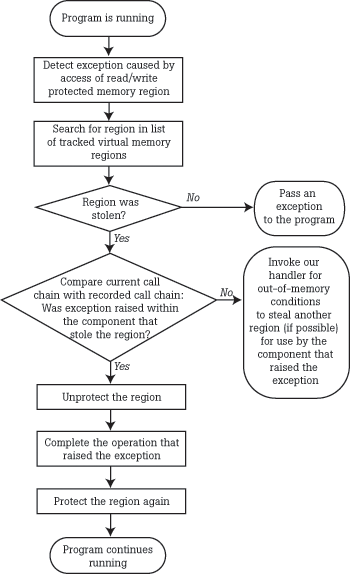 Program is running
Detect exception caused by
access of read/write
protected memory region
Search for region in list
of tracked virtual memory
regions
Region was
stolen?
No
Pass an
exception
to the program
Yes
Compare current call
chain with recorded call chain:
Was exception raised within
the component that
stole the region?
No
Invoke our
handler for
out-of-memory
conditions
to steal another
region (if possible)
for use by the
component that
raised the
exception
Yes
Unprotect the region
Complete the operation that
raised the exception
Protect the region again
Program continues
running